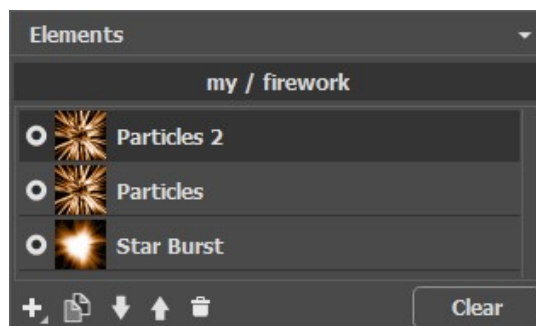 Elements
my / firework
Particles 2
Particles
Star Burst
Clear